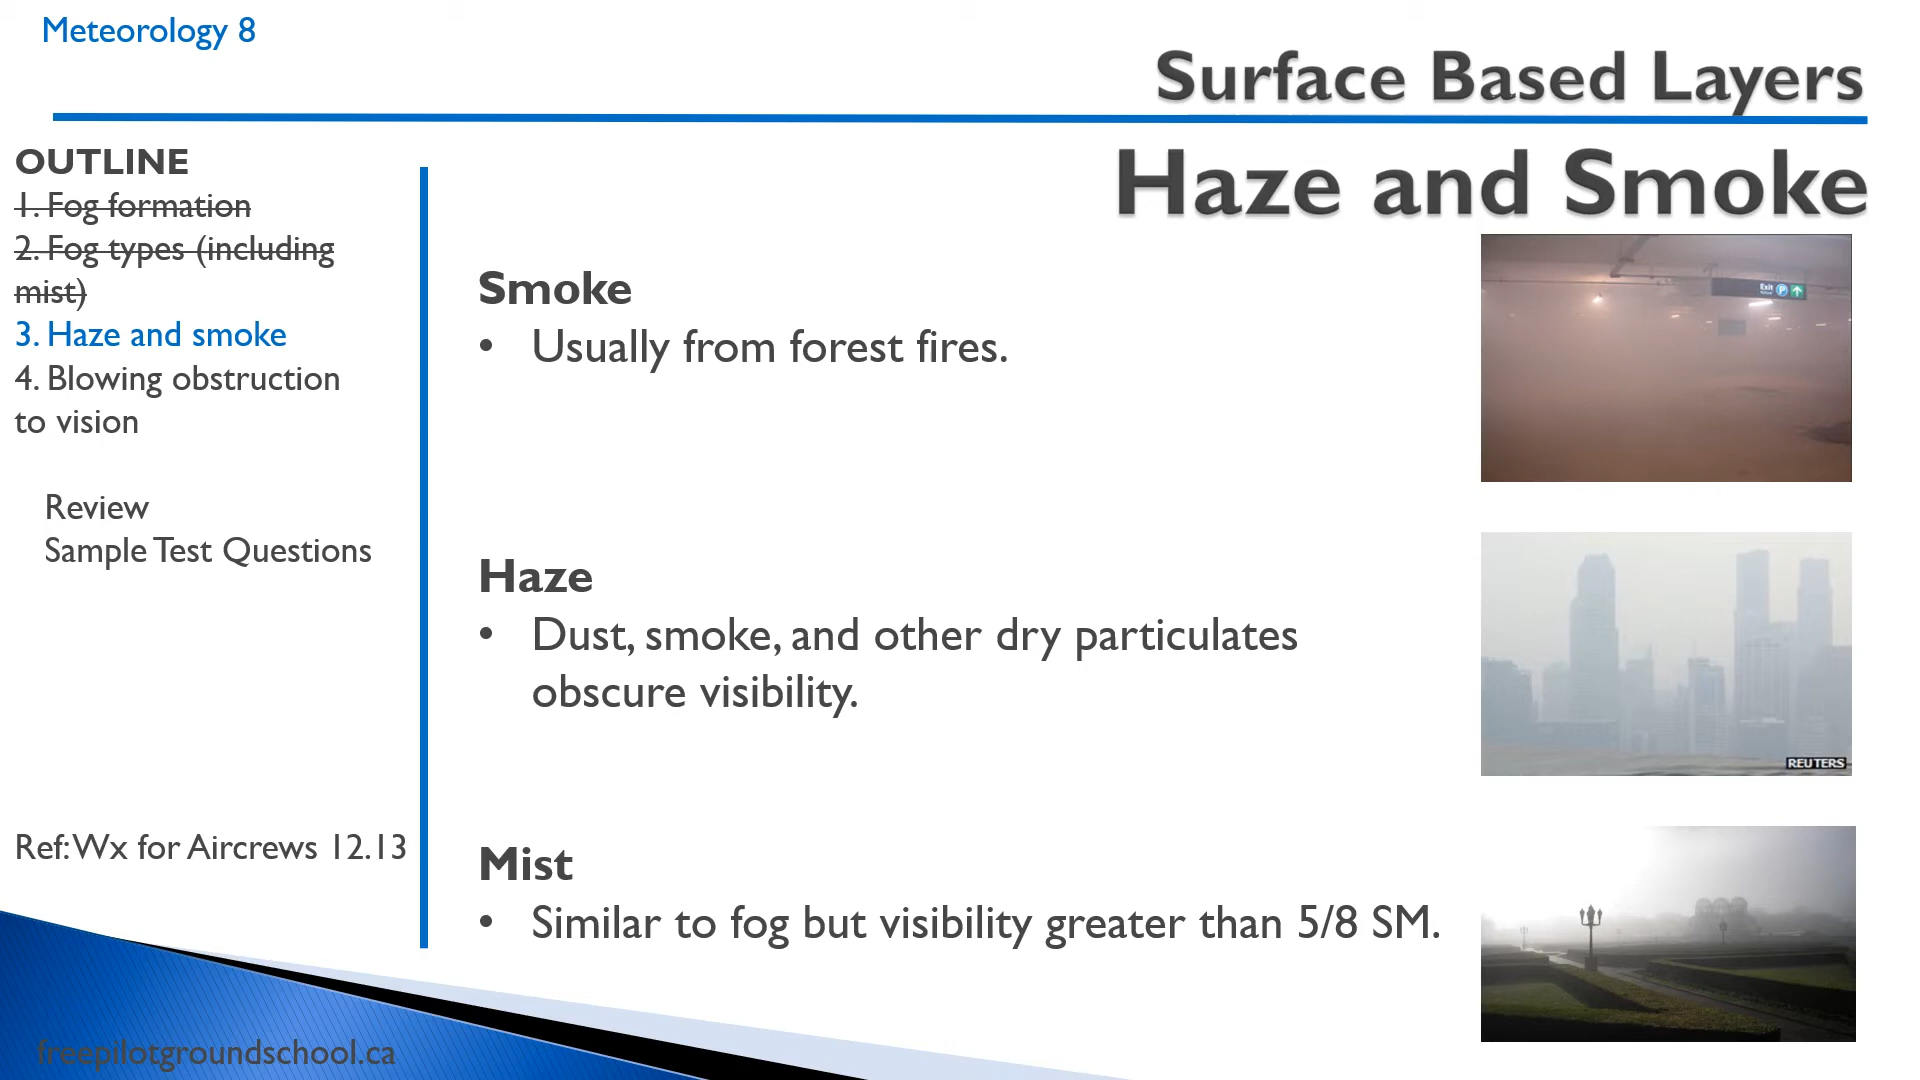 Meteorology 8
Surface Based Layers
Haze and Smoke
OUTLINE
1. Fog formation
2. Fog types (including
mist)
3. Haze and smoke
4. Blowing obstruction
to vision
Review
Sample Test Questions
Ref: Wx for Aircrews 12.13
freepilotgroundschool.ca
Smoke
• Usually from forest fires.
Haze
• Dust, smoke, and other dry particulates
obscure visibility.
Mist
• Similar to fog but visibility greater than 5/8 SM.
Exit P
REUTERS